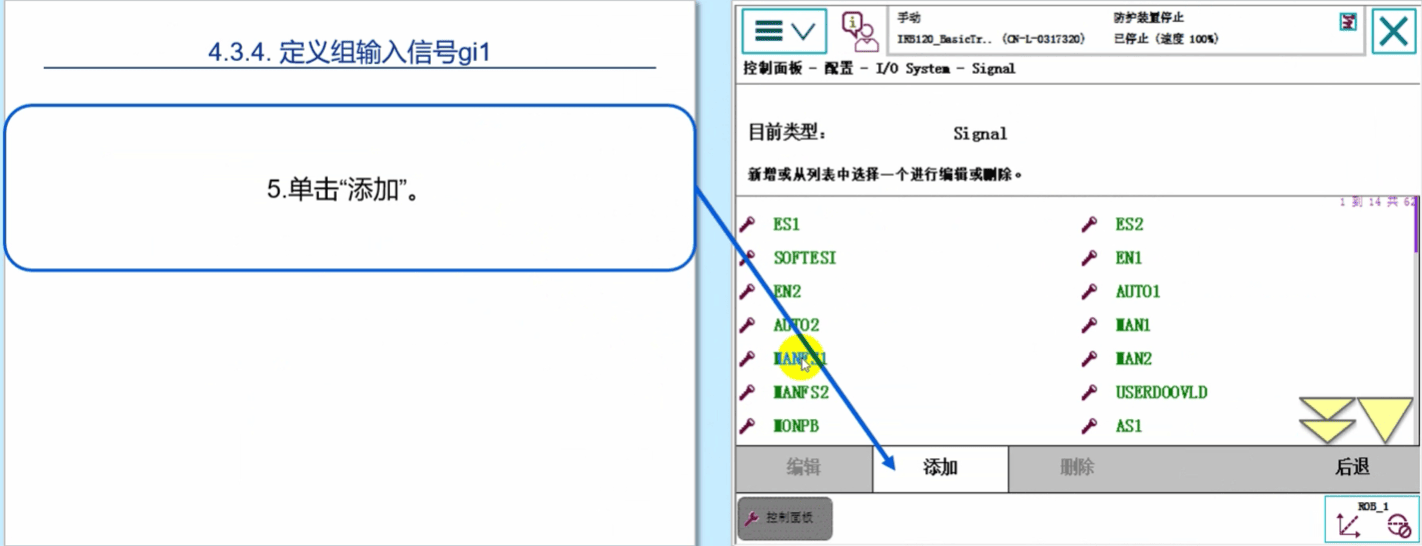 4.3.4. 定义组输入信号gi1
5.单击“添加”。
手动
防护装置停止
IRB120_BasicTr.. (CN-L-0317320)
已停止 (速度 100%)
控制面板 - 配置 - I/O System - Signal
目前类型：
Signal
新增或从列表中选择一个进行编辑或删除。
1 到 14 共 62
ES1
ES2
SOFTESI
EN1
EN2
AUTO1
AUTO2
MAN1
MANFS1
MAN2
MANFS2
USERDOOVLD
MONPB
AS1
编辑
添加
删除
后退
控制面板
ROB_1